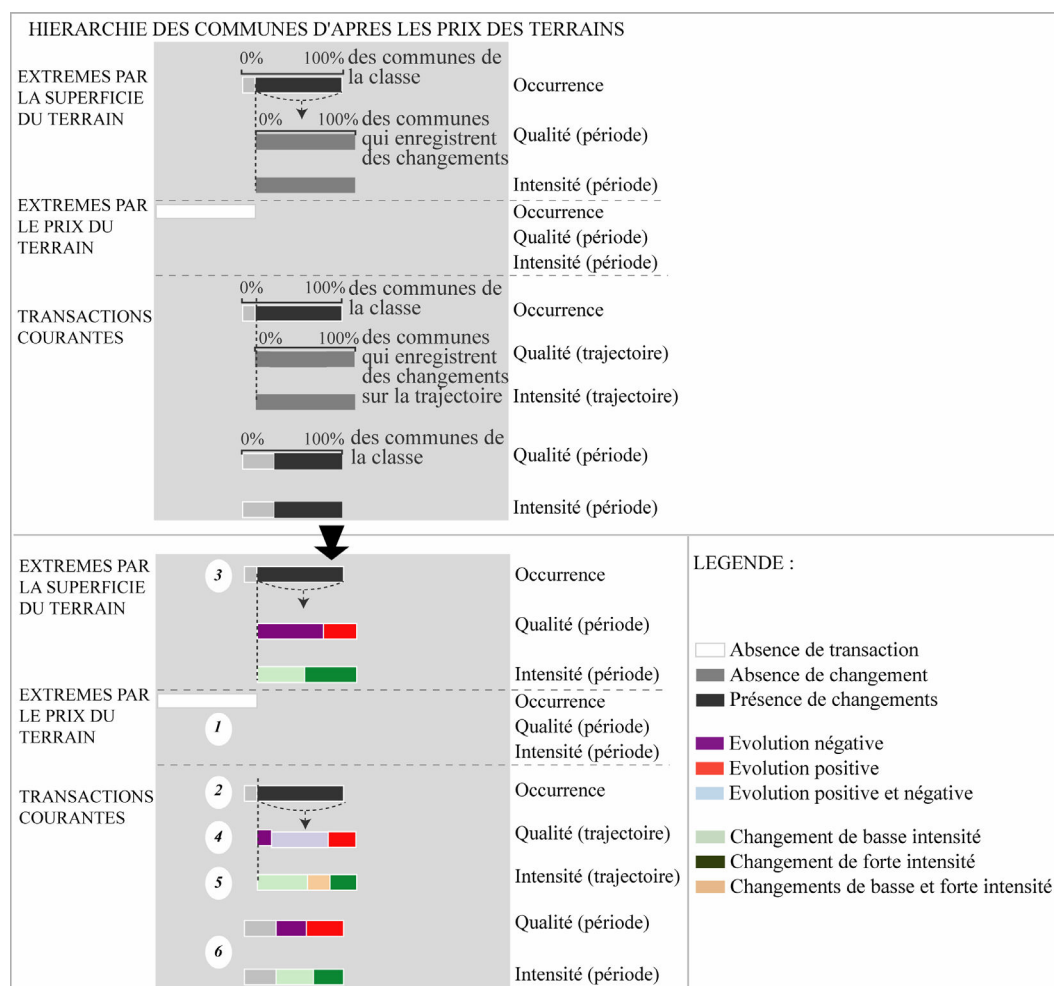 HIERARCHIE DES COMMUNES D'APRES LES PRIX DES TERRAINS
EXTREMES PAR
LA SUPERFICIE
DU TERRAIN
0% 100% des communes de
la classe
Occurrence
0% 100% des communes
qui enregistrent
des changements
Qualité (période)
Intensité (période)
EXTREMES PAR
LE PRIX DU
TERRAIN
Occurrence
Qualité (période)
Intensité (période)
TRANSACTIONS
COURANTES
0% 100% des communes de
la classe
Occurrence
0% 100% des communes
qui enregistrent
des changements
sur la trajectoire
Qualité (trajectoire)
Intensité (trajectoire)
0% 100% des communes de
la classe
Qualité (période)
Intensité (période)
EXTREMES PAR
LA SUPERFICIE
DU TERRAIN
3
Occurrence
Qualité (période)
Intensité (période)
EXTREMES PAR
LE PRIX DU
TERRAIN
1
Occurrence
Qualité (période)
Intensité (période)
TRANSACTIONS
COURANTES
2
Occurrence
4
Qualité (trajectoire)
5
Intensité (trajectoire)
Qualité (période)
6
Intensité (période)
LEGENDE :
Absence de transaction
Absence de changement
Présence de changements
Evolution négative
Evolution positive
Evolution positive et négative
Changement de basse intensité
Changement de forte intensité
Changements de basse et forte intensité